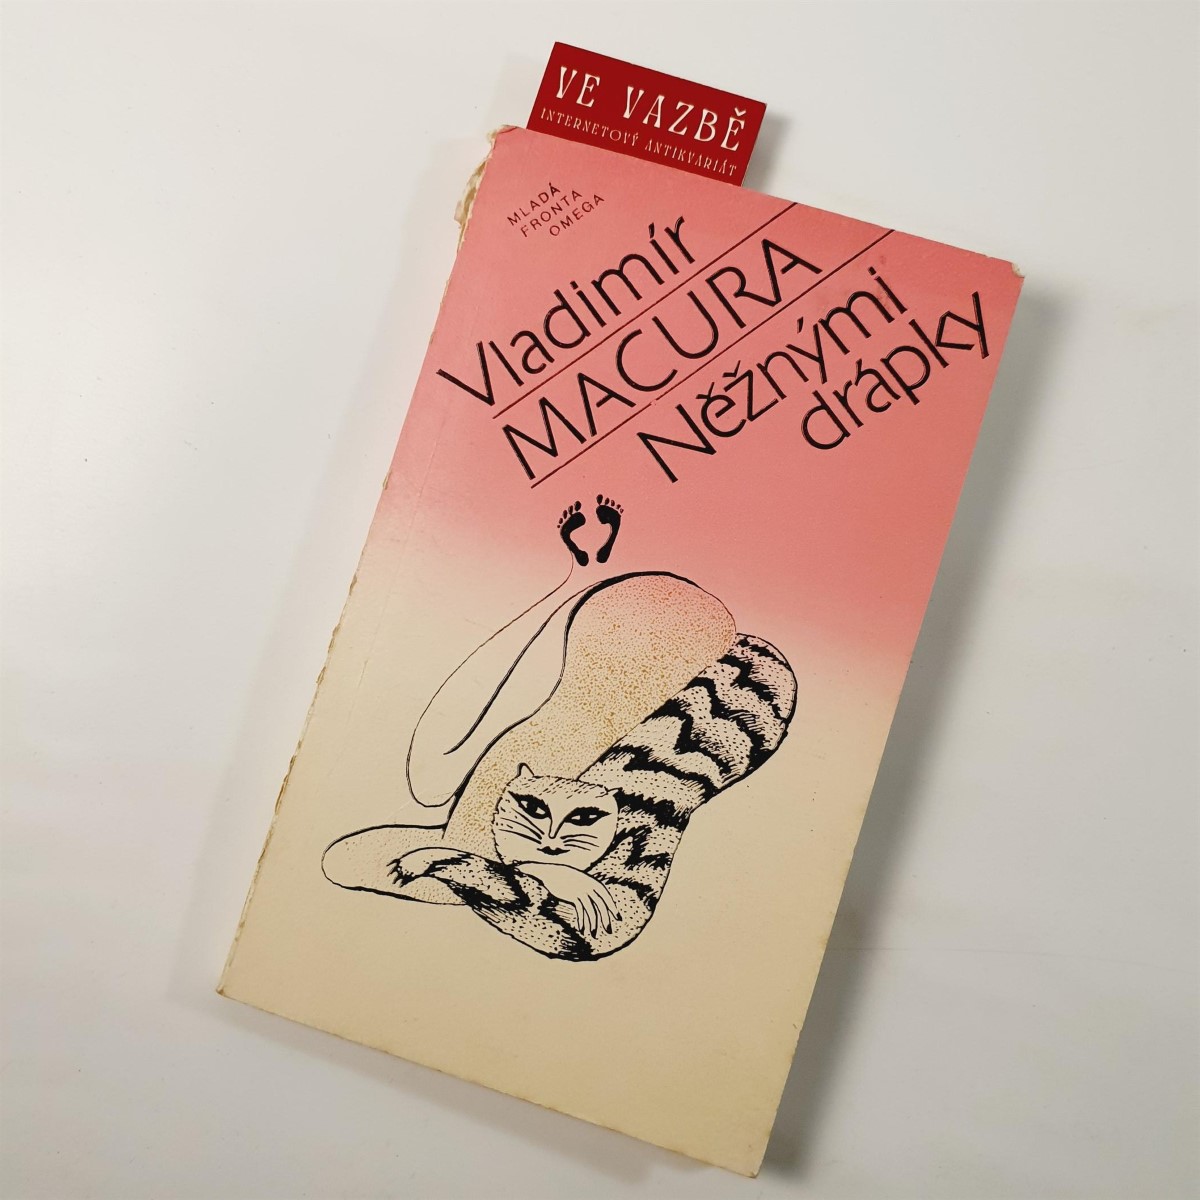 VE VAZBĚ
INTERNETOVÝ ANTIKVARIÁT
MLADÁ
FRONTA
OMEGA
Vladimír
MACURA
Něžnými
drápky